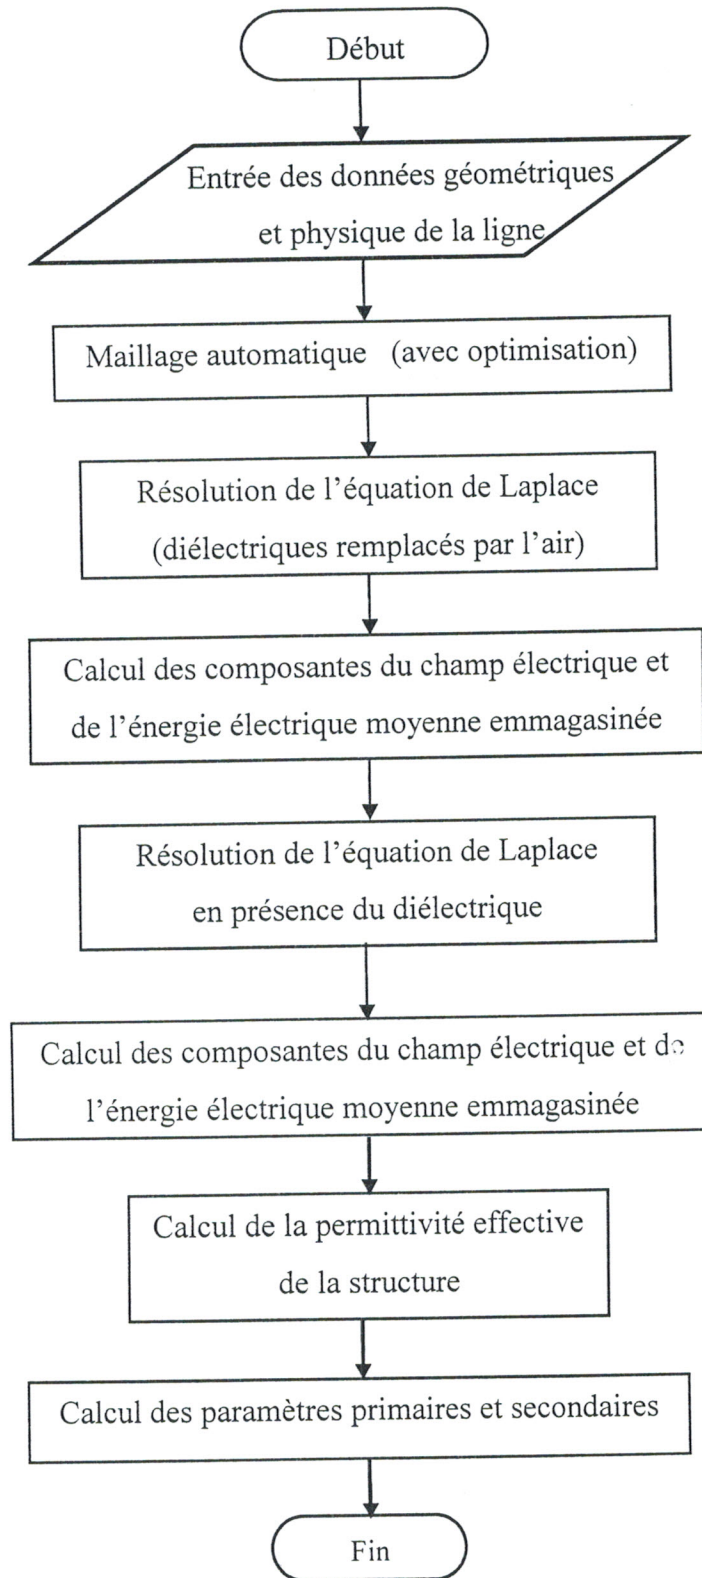 Début
Entrée des données géométriques
et physique de la ligne
Maillage automatique (avec optimisation)
Résolution de l'équation de Laplace
(diélectriques remplacés par l'air)
Calcul des composantes du champ électrique et
de l'énergie électrique moyenne emmagasinée
Résolution de l'équation de Laplace
en présence du diélectrique
Calcul des composantes du champ électrique et de
l'énergie électrique moyenne emmagasinée
Calcul de la permittivité effective
de la structure
Calcul des paramètres primaires et secondaires
Fin